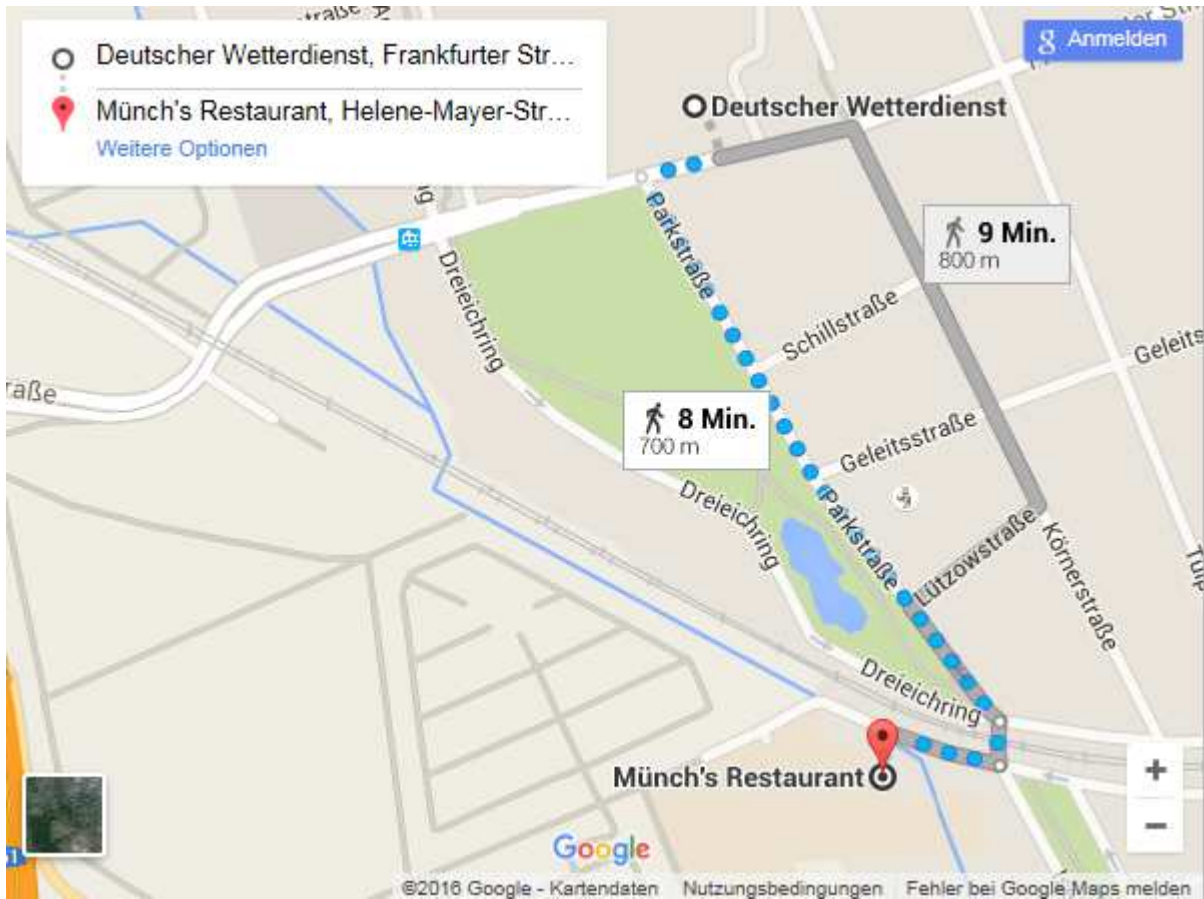 Deutscher Wetterdienst, Frankfurter Str...
Münch's Restaurant, Helene-Mayer-Str...
Weitere Optionen
g Anmelden
Deutscher Wetterdienst
Parkstraße
9 Min.
800 m
Dreieichring
Schillstraße
Geleits
raße
8 Min.
700 m
Geleitsstraße
Dreieichring
Parkstraße
Lützowstraße
Körnerstraße
Tulp
Dreieichring
Münch's Restaurant
+
−
Google
©2016 Google - Kartendaten Nutzungsbedingungen Fehler bei Google Maps melden